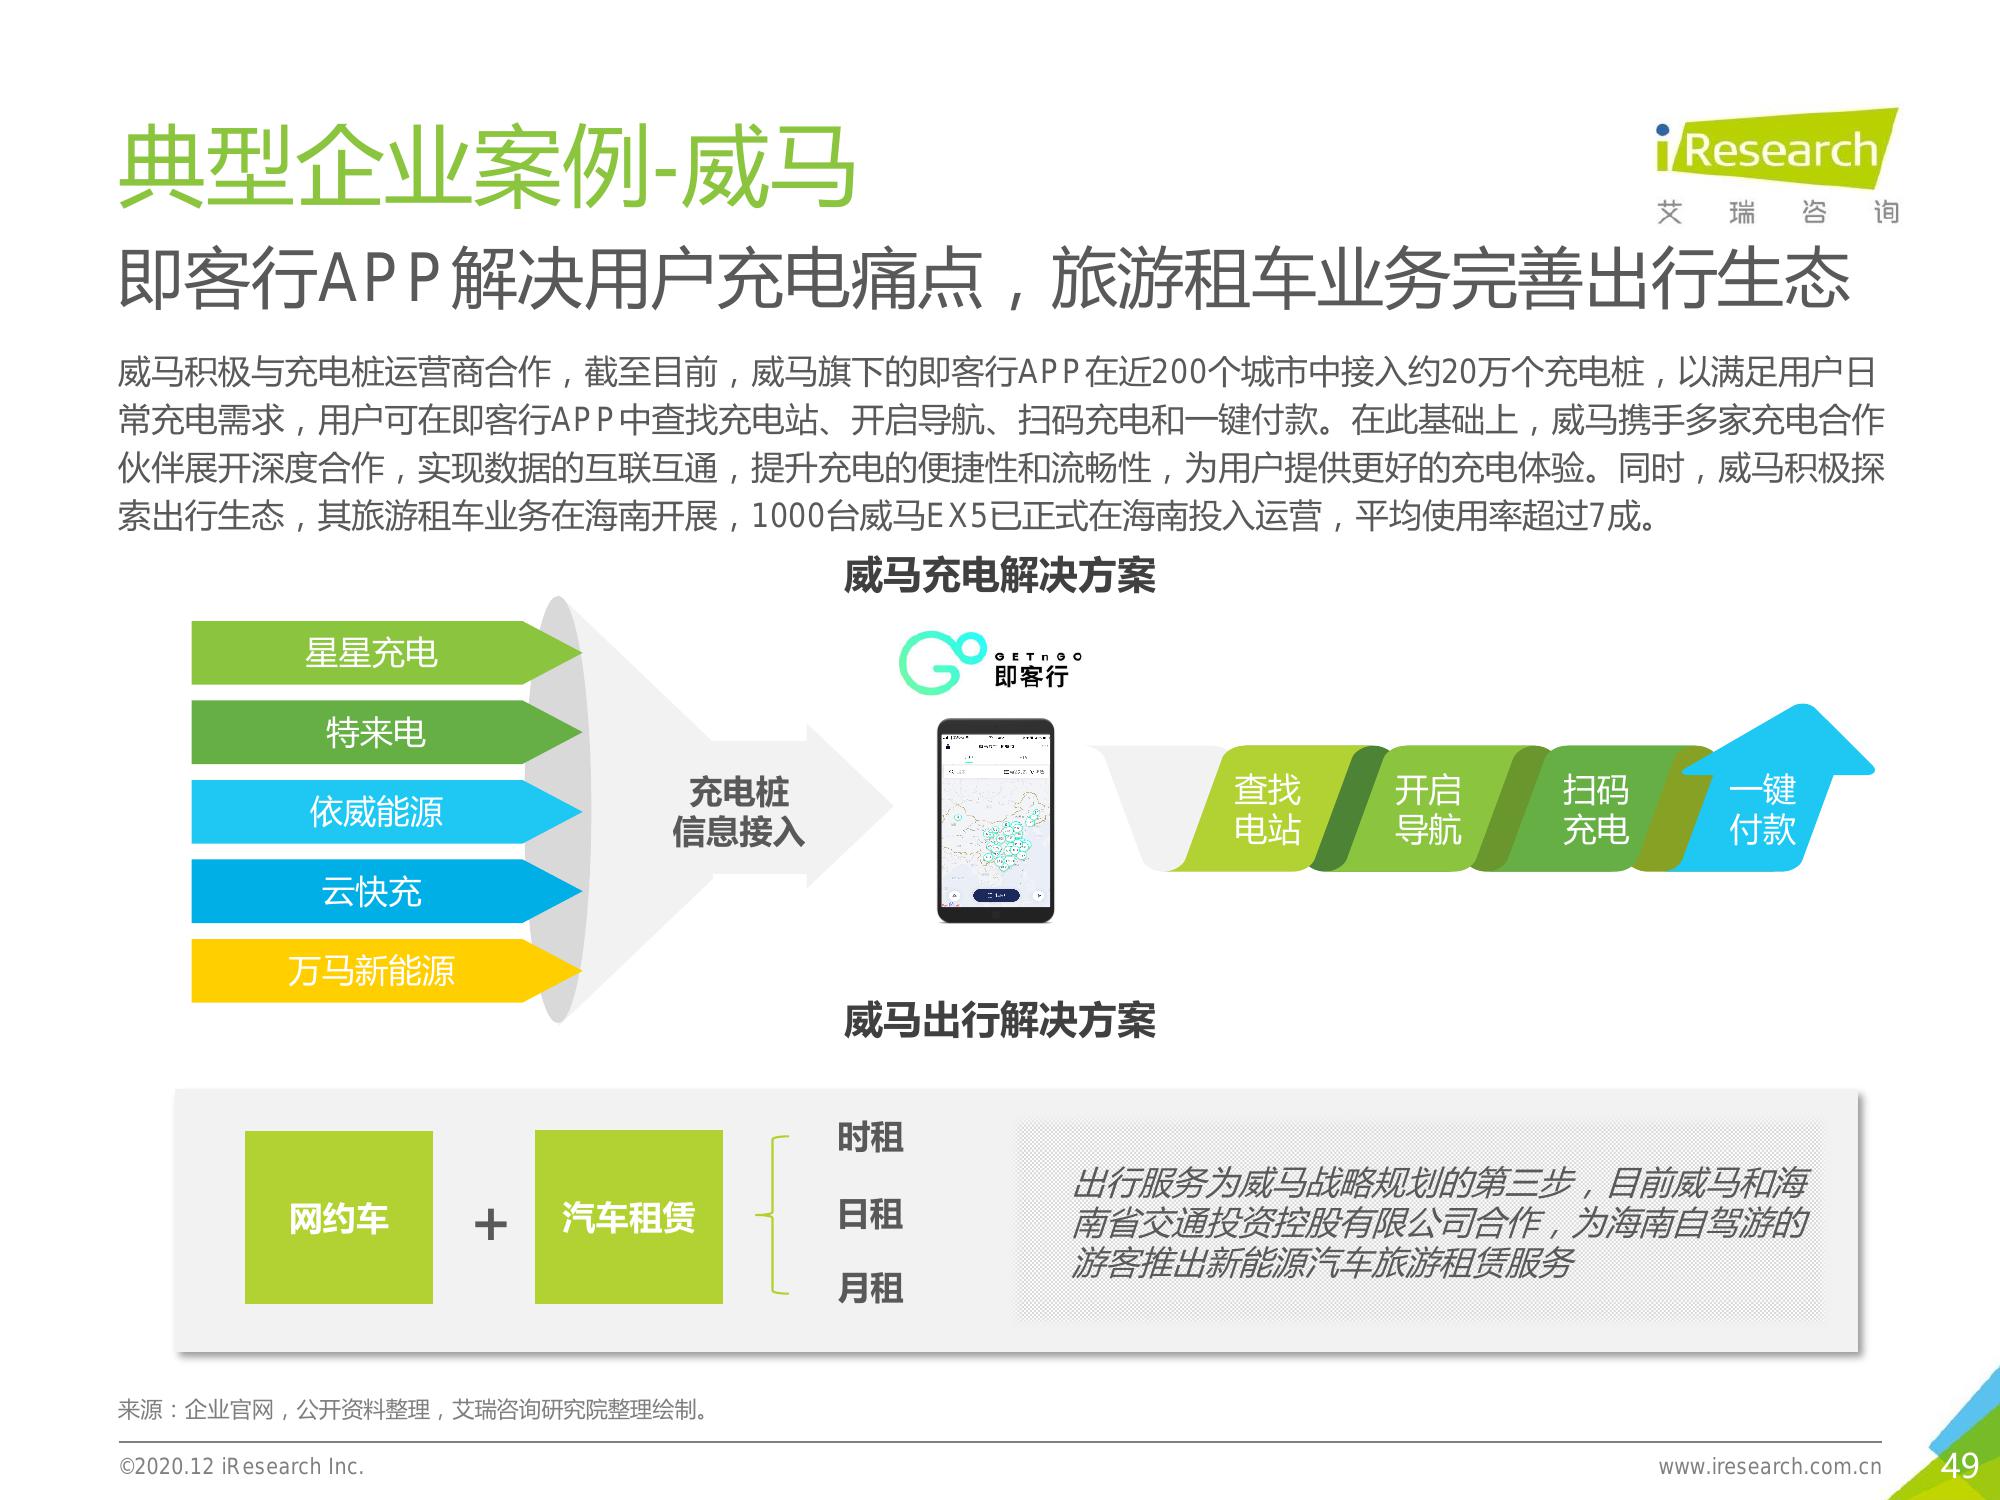 典型企业案例-威马
iResearch
艾瑞咨询
即客行APP解决用户充电痛点，旅游租车业务完善出行生态
威马积极与充电桩运营商合作，截至目前，威马旗下的即客行APP在近200个城市中接入约20万个充电桩，以满足用户日
常充电需求，用户可在即客行APP中查找充电站、开启导航、扫码充电和一键付款。在此基础上，威马携手多家充电合作
伙伴展开深度合作，实现数据的互联互通，提升充电的便捷性和流畅性，为用户提供更好的充电体验。同时，威马积极探
索出行生态，其旅游租车业务在海南开展，1000台威马EX5已正式在海南投入运营，平均使用率超过7成。
威马充电解决方案
星星充电
特来电
依威能源
云快充
万马新能源
充电桩
信息接入
GETnGO
即客行
查找
电站
开启
导航
扫码
充电
一键
付款
威马出行解决方案
网约车
+
汽车租赁
时租
日租
月租
出行服务为威马战略规划的第三步，目前威马和海
南省交通投资控股有限公司合作，为海南自驾游的
游客推出新能源汽车旅游租赁服务
来源：企业官网，公开资料整理，艾瑞咨询研究院整理绘制。
©2020.12 iResearch Inc.
www.iresearch.com.cn
49